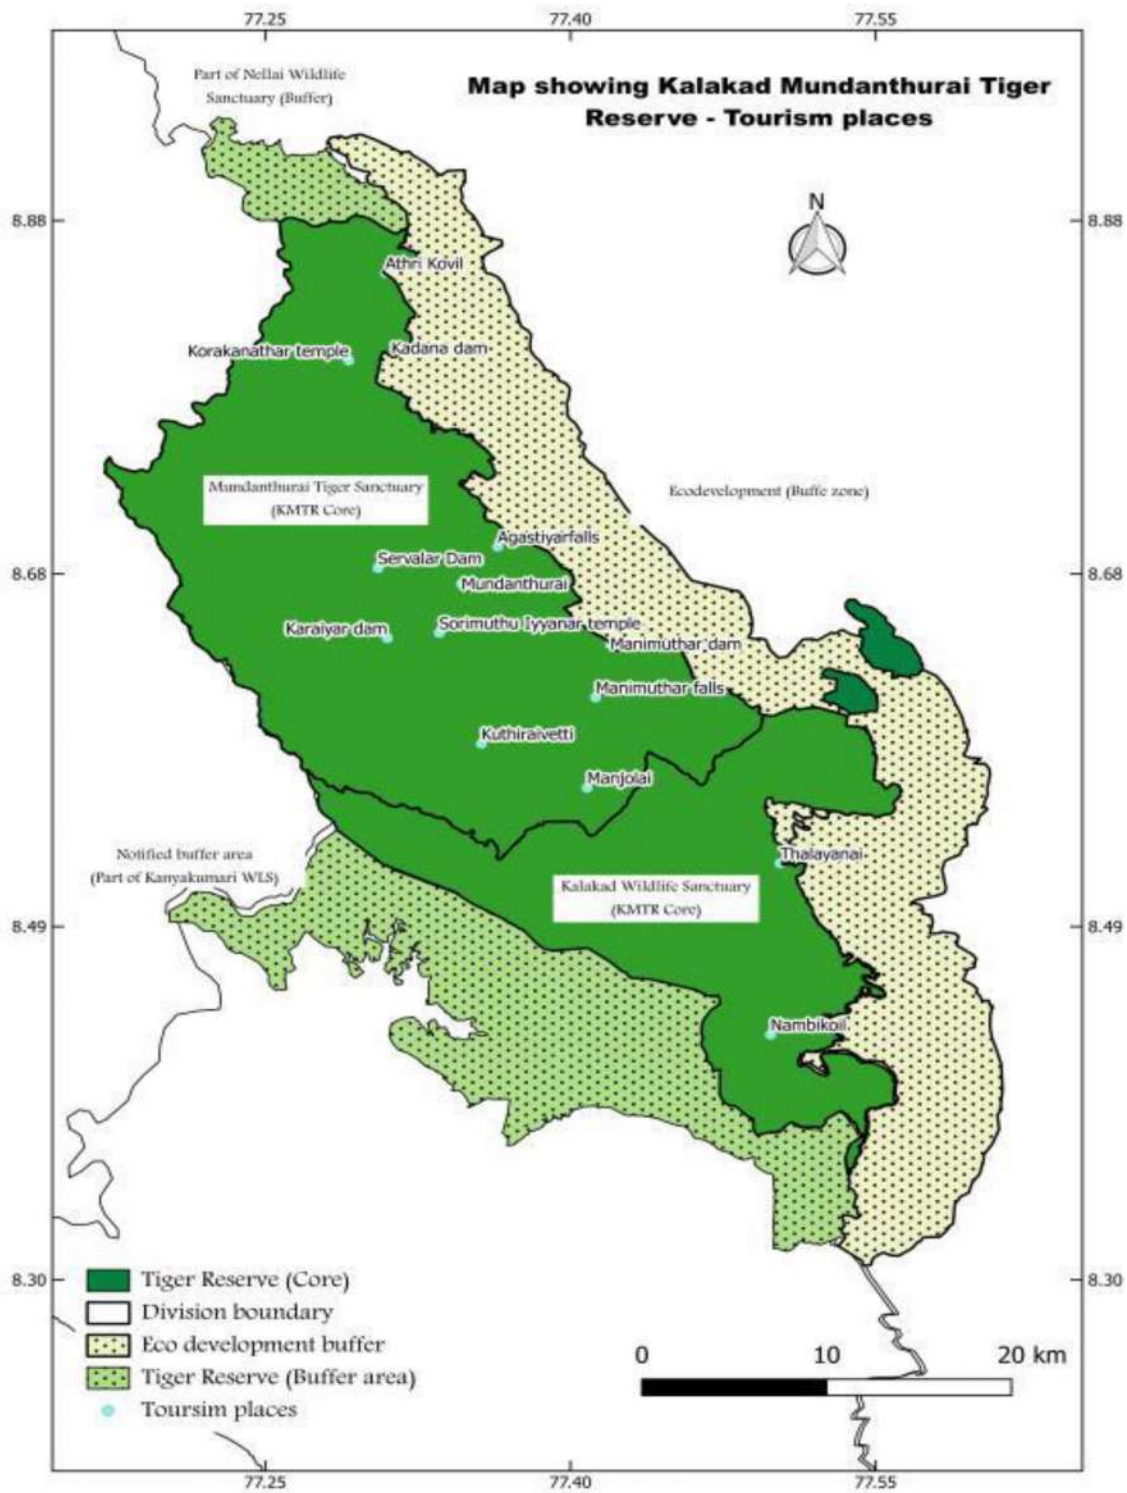 77.25 77.40 77.55
Part of Nellai Wildlife
Sanctuary (Buffer)
Map showing Kalakad Mundanthurai Tiger
Reserve - Tourism places
N
8.88 8.88
Athri Kovil
Korakanathar temple
Kadana dam
Mundanthurai Tiger Sanctuary
(KMTR Core)
Ecodevelopment (Buffe zone)
Agastiyarfalls
Servalar Dam
8.68 8.68
Mundanthurai
Sorimuthu Iyyanar temple
Karaiyar dam
Manimuthar dam
Manimuthar falls
Kuthiraivetti
Manjolai
Notified buffer area
(Part of Kanyakumari WLS)
Thalayanai
Kalakad Wildlife Sanctuary
(KMTR Core)
8.49 8.49
Nambikoil
8.30 8.30
Tiger Reserve (Core)
Division boundary
Eco development buffer
Tiger Reserve (Buffer area)
Toursim places
0 10 20 km
77.25 77.40 77.55